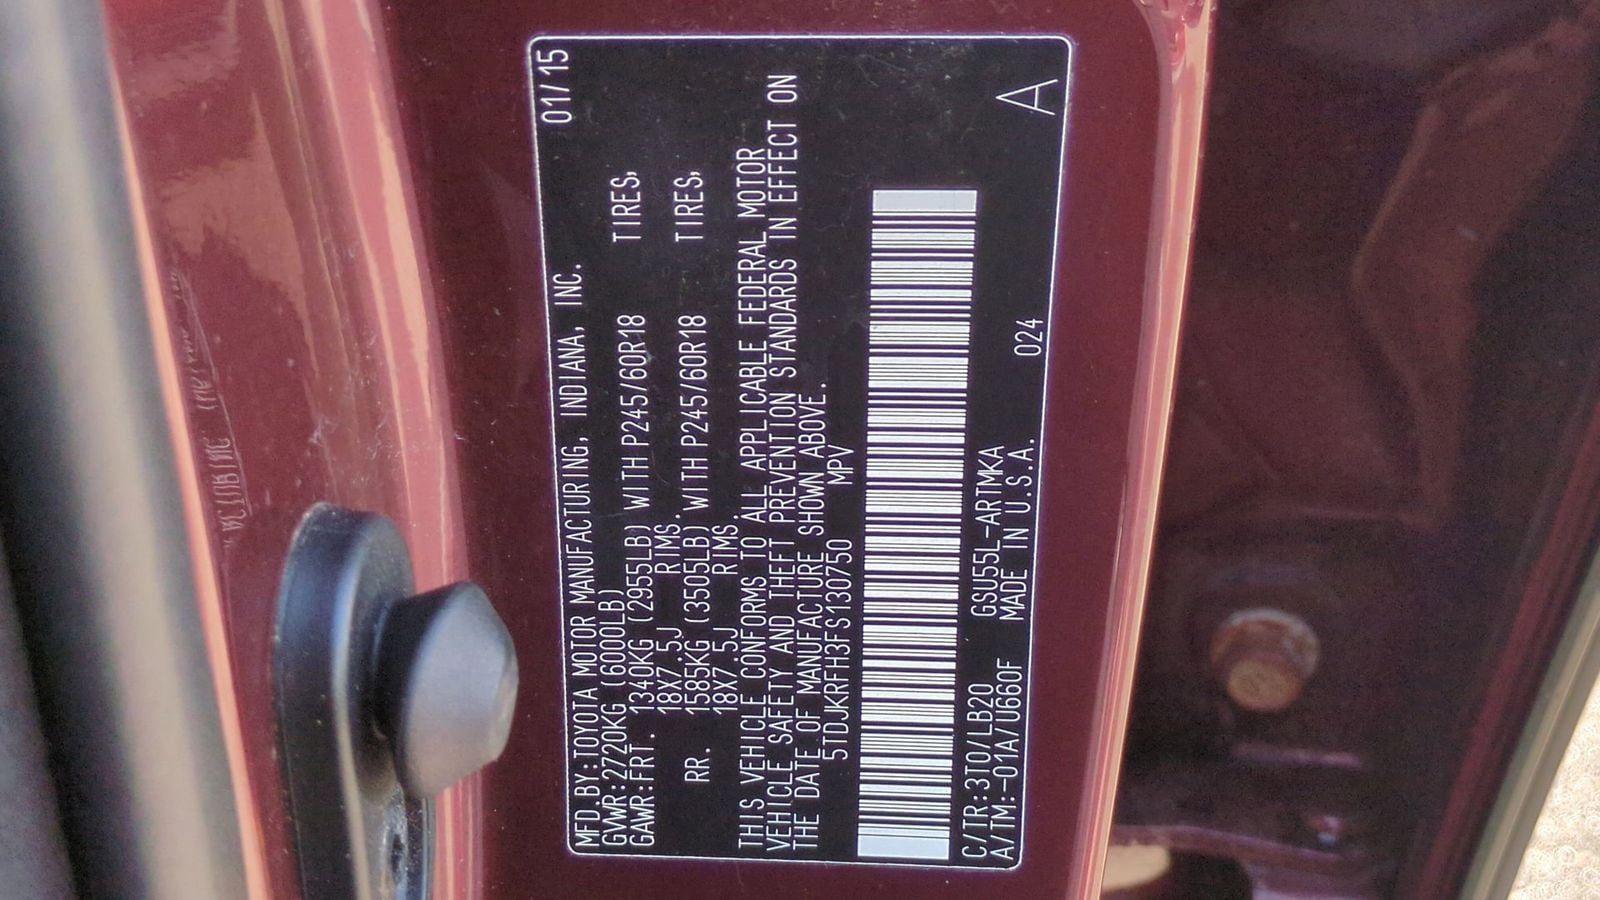 MFD.BY:TOYOTA MOTOR MANUFACTURING, INDIANA, INC. 01/15
GVWR:2720KG (6000LB)
GAWR:FRT. 1340KG (2955LB) WITH P245/60R18 TIRES,
18X7.5J RIMS.
RR. 1585KG (3505LB) WITH P245/60R18 TIRES,
18X7.5J RIMS.
THIS VEHICLE CONFORMS TO ALL APPLICABLE FEDERAL MOTOR
VEHICLE SAFETY AND THEFT PREVENTION STANDARDS IN EFFECT ON
THE DATE OF MANUFACTURE SHOWN ABOVE.
5TDJKRFH3FS130750 MPV
C/TR:3T0/LB20 GSU55L-ARTMKA
A/TM:-01A/U660F MADE IN U.S.A. 024 A